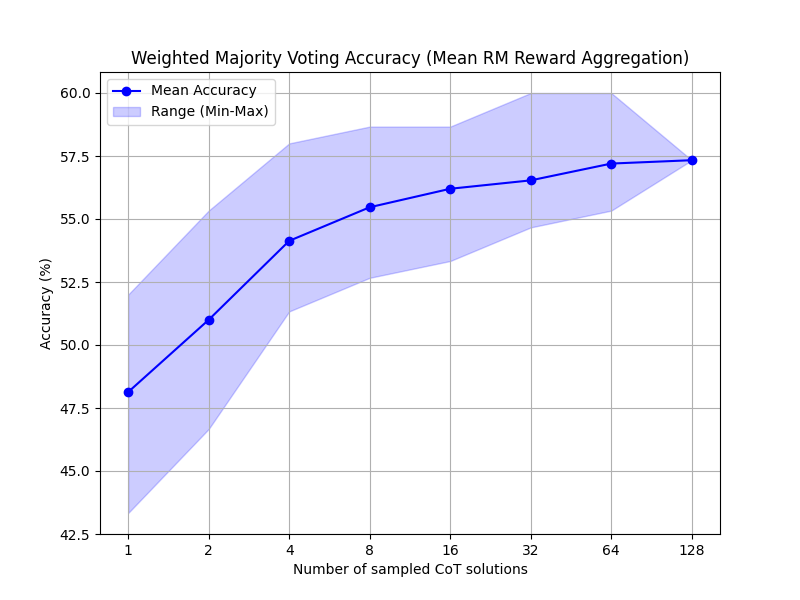 Weighted Majority Voting Accuracy (Mean RM Reward Aggregation)
Mean Accuracy
Range (Min-Max)
60.0
57.5
55.0
52.5
50.0
47.5
45.0
42.5
Accuracy (%)
1 2 4 8 16 32 64 128
Number of sampled CoT solutions